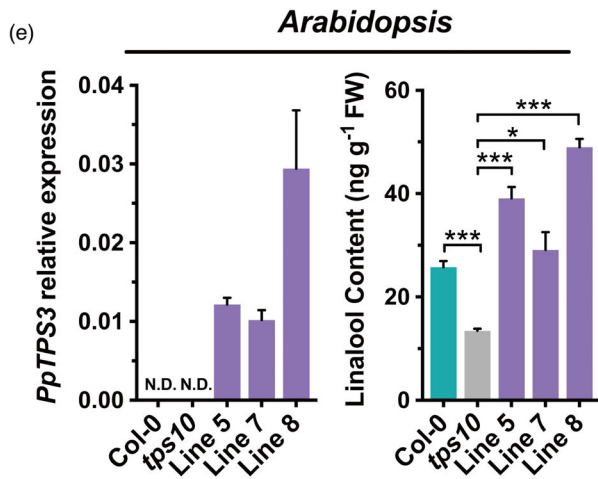 (e)
Arabidopsis
PpTPS3 relative expression
0.04
0.03
0.02
0.01
0.00
N.D. N.D.
Col-0
tps10
Line 5
Line 7
Line 8
Linalool Content (ng g⁻¹ FW)
60
40
20
0
***
***
*
***
Col-0
tps10
Line 5
Line 7
Line 8